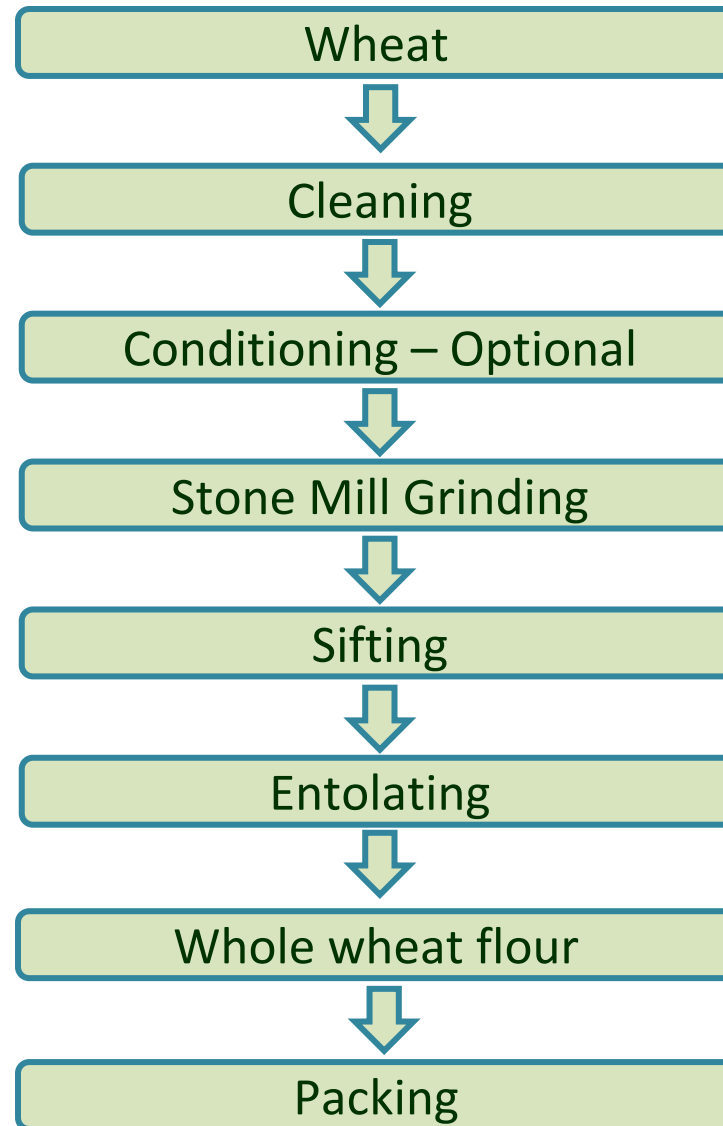 Wheat
Cleaning
Conditioning – Optional
Stone Mill Grinding
Sifting
Entolating
Whole wheat flour
Packing